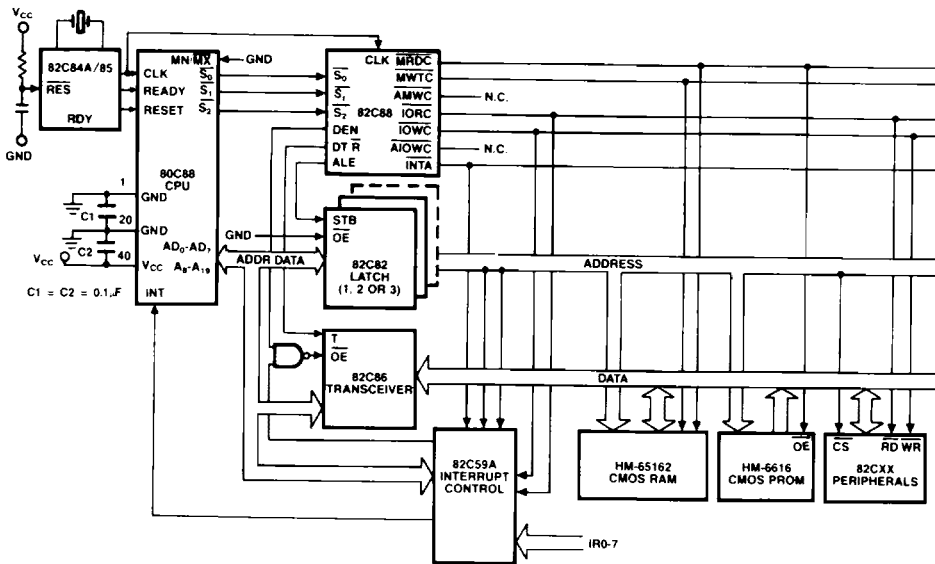 VCC
82C84A/85
RES
RDY
GND
MN/MX
CLK
READY
RESET
S0
S1
S2
GND
80C88
CPU
1
GND
C1
20
GND
C2
40
VCC
VCC
AD0-AD7
A8-A19
INT
C1 = C2 = 0.1µF
CLK
S0
S1
S2
82C88
DEN
DT R
ALE
MRDC
MWTC
AMWC
N.C.
IORC
IOWC
AIOWC
N.C.
INTA
STB
GND
OE
82C82
LATCH
(1, 2 OR 3)
ADDR DATA
ADDRESS
T
OE
82C86
TRANSCEIVER
DATA
82C59A
INTERRUPT
CONTROL
IR0-7
HM-65162
CMOS RAM
OE
HM-6616
CMOS PROM
CS
RD WR
82CXX
PERIPHERALS